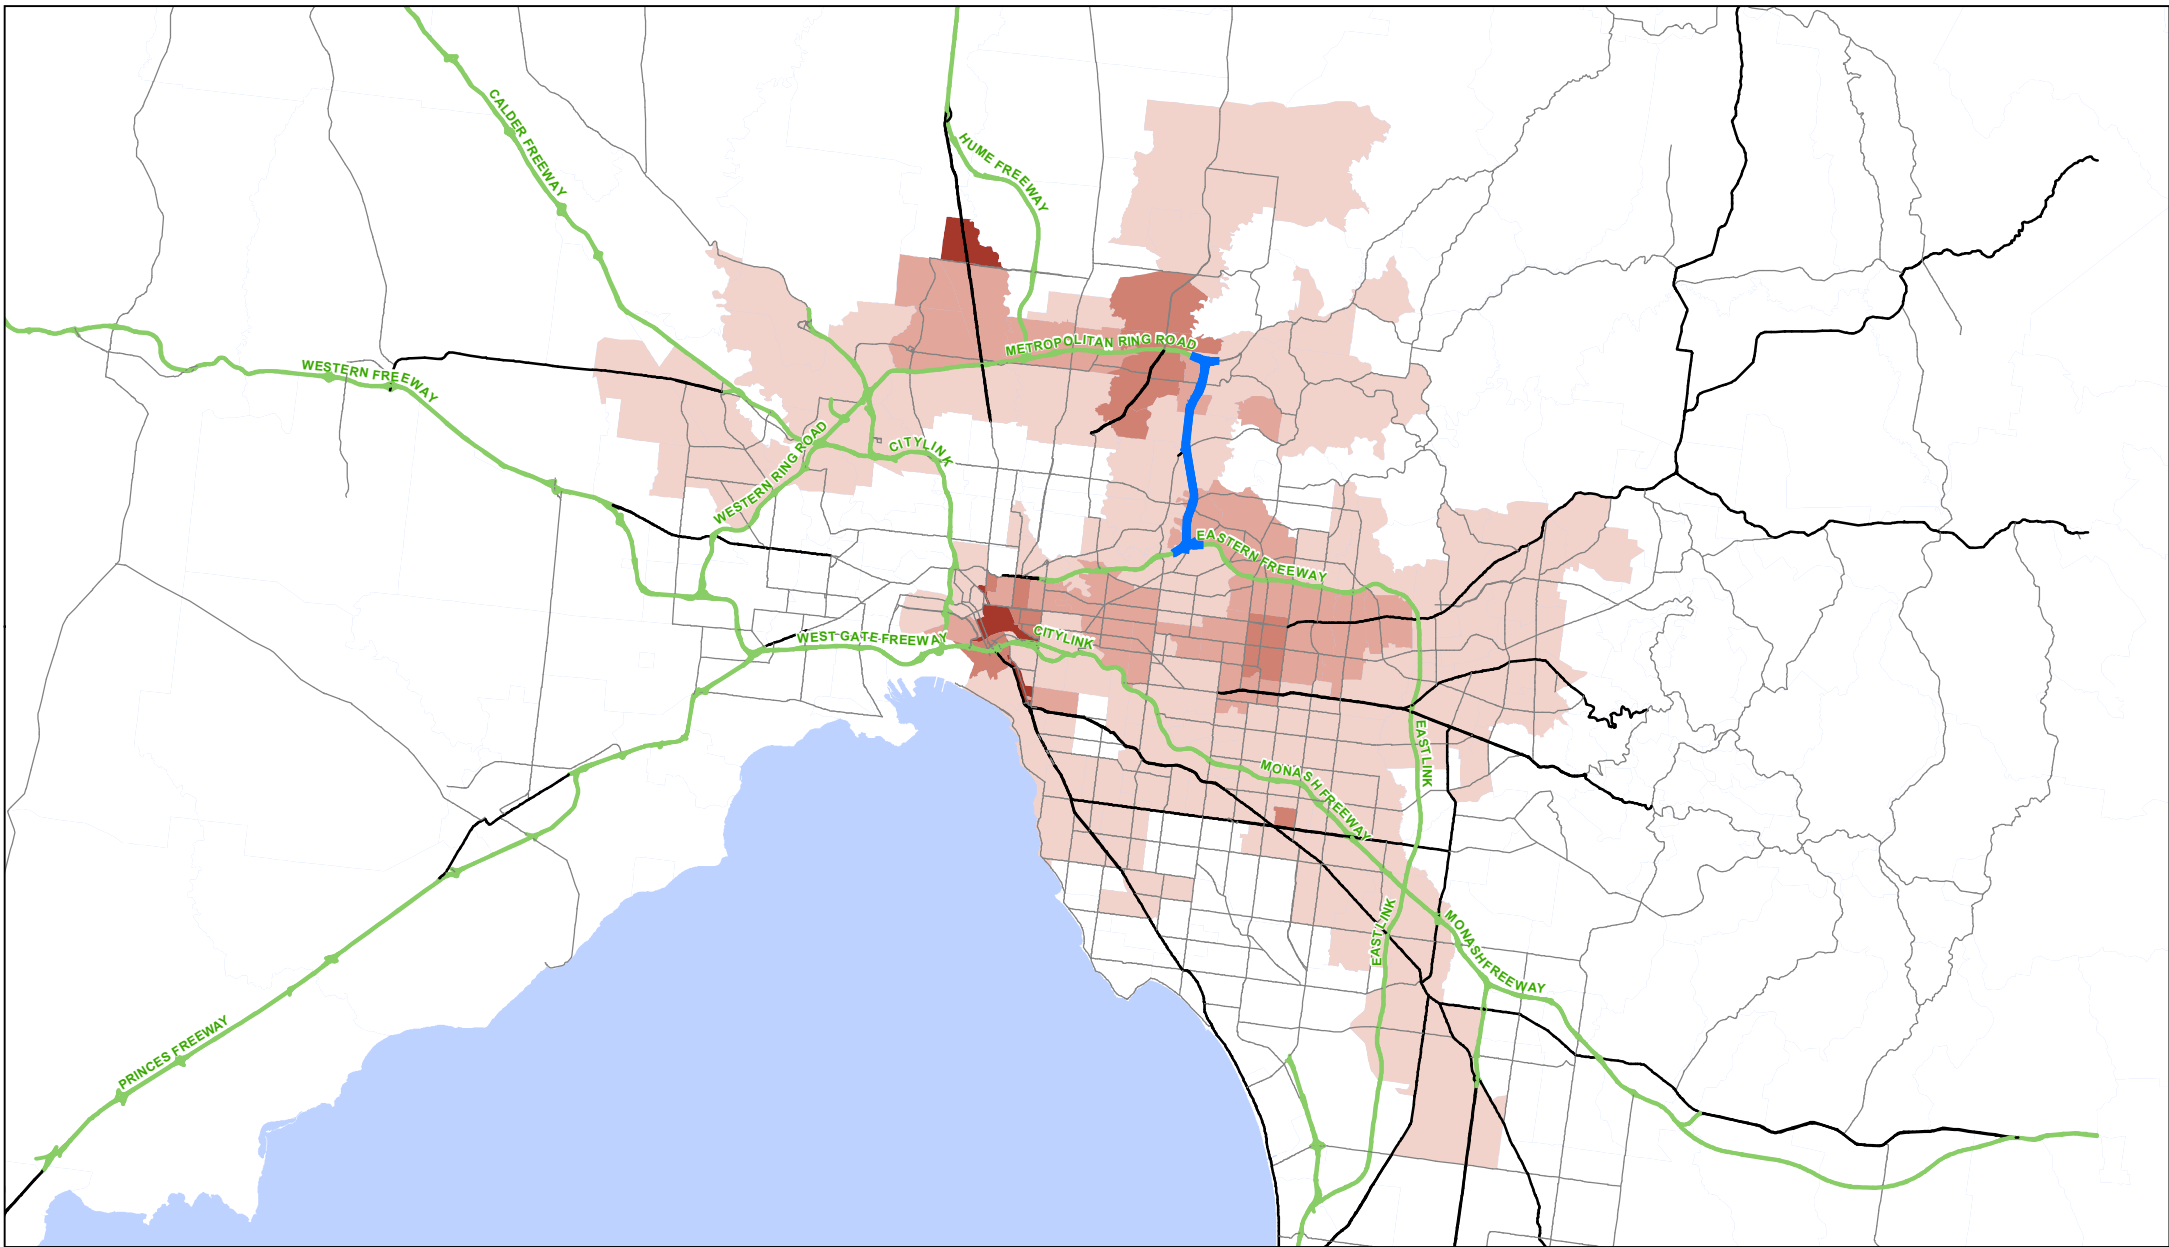 CALDER FREEWAY
HUME FREEWAY
METROPOLITAN RING ROAD
WESTERN FREEWAY
CITYLINK
WESTERN RING ROAD
EASTERN FREEWAY
WEST GATE FREEWAY
CITYLINK
EASTLINK
MONASH FREEWAY
EASTLINK
MONASH FREEWAY
PRINCES FREEWAY